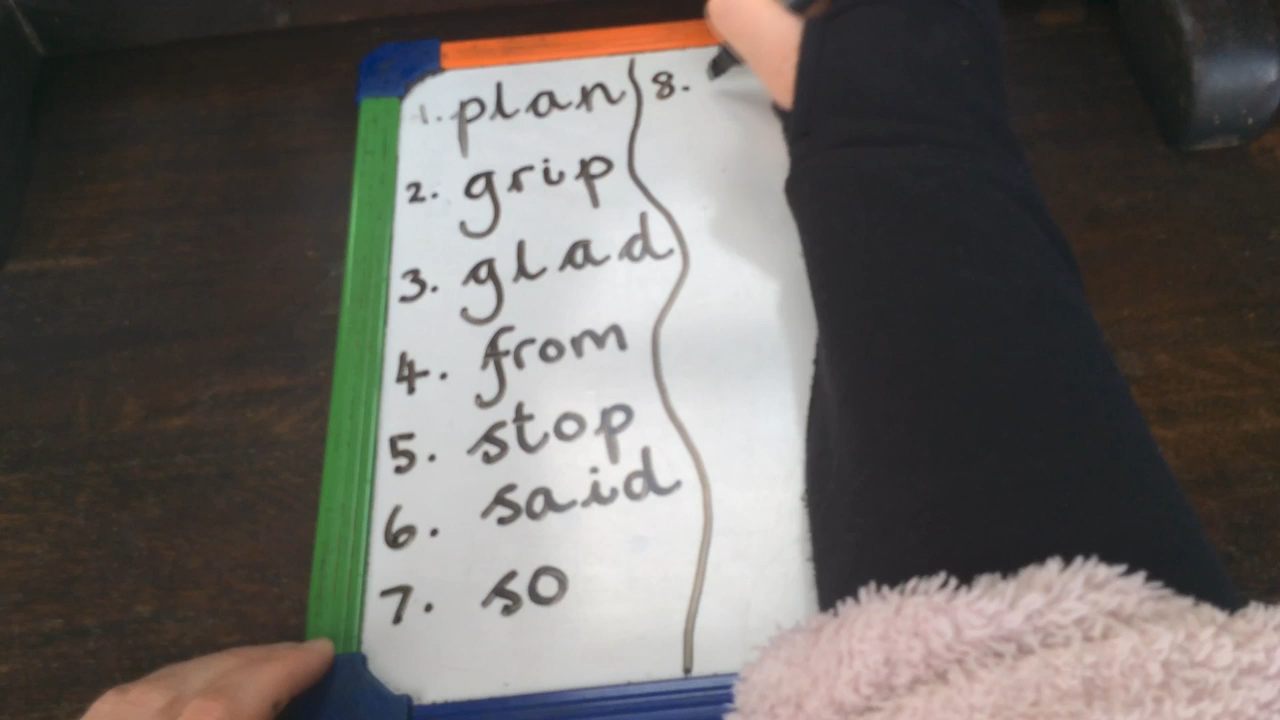 1. plan
2. grip
3. glad
4. from
5. stop
6. said
7. so
8.